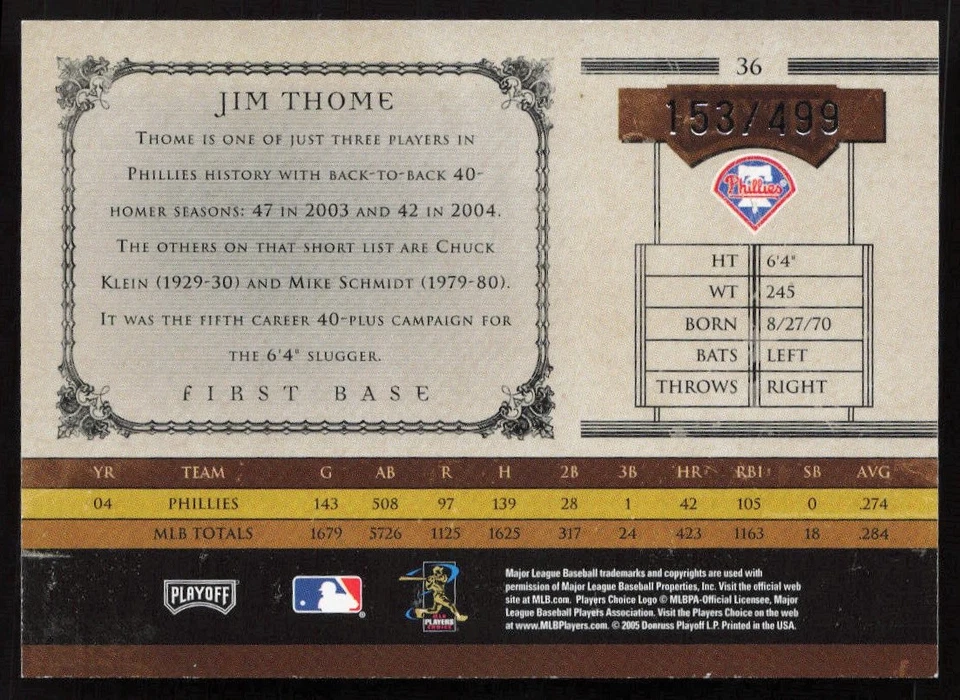 JIM THOME
THOME IS ONE OF JUST THREE PLAYERS IN
PHILLIES HISTORY WITH BACK-TO-BACK 40-
HOMER SEASONS: 47 IN 2003 AND 42 IN 2004.
THE OTHERS ON THAT SHORT LIST ARE CHUCK
KLEIN (1929-30) AND MIKE SCHMIDT (1979-80).
IT WAS THE FIFTH CAREER 40-PLUS CAMPAIGN FOR
THE 6'4" SLUGGER.
FIRST BASE
36
153/499
Phillies
HT 6'4"
WT 245
BORN 8/27/70
BATS LEFT
THROWS RIGHT
YR TEAM G AB R H 2B 3B HR RBI SB AVG
04 PHILLIES 143 508 97 139 28 1 42 105 0 .274
MLB TOTALS 1679 5726 1125 1625 317 24 423 1163 18 .284
PLAYOFF
MLB
PLAYERS
CHOICE
Major League Baseball trademarks and copyrights are used with
permission of Major League Baseball Properties, Inc. Visit the official web
site at MLB.com. Players Choice Logo © MLBPA-Official Licensee, Major
League Baseball Players Association. Visit the Players Choice on the web
at www.MLBPlayers.com. © 2005 Donruss Playoff L.P. Printed in the USA.